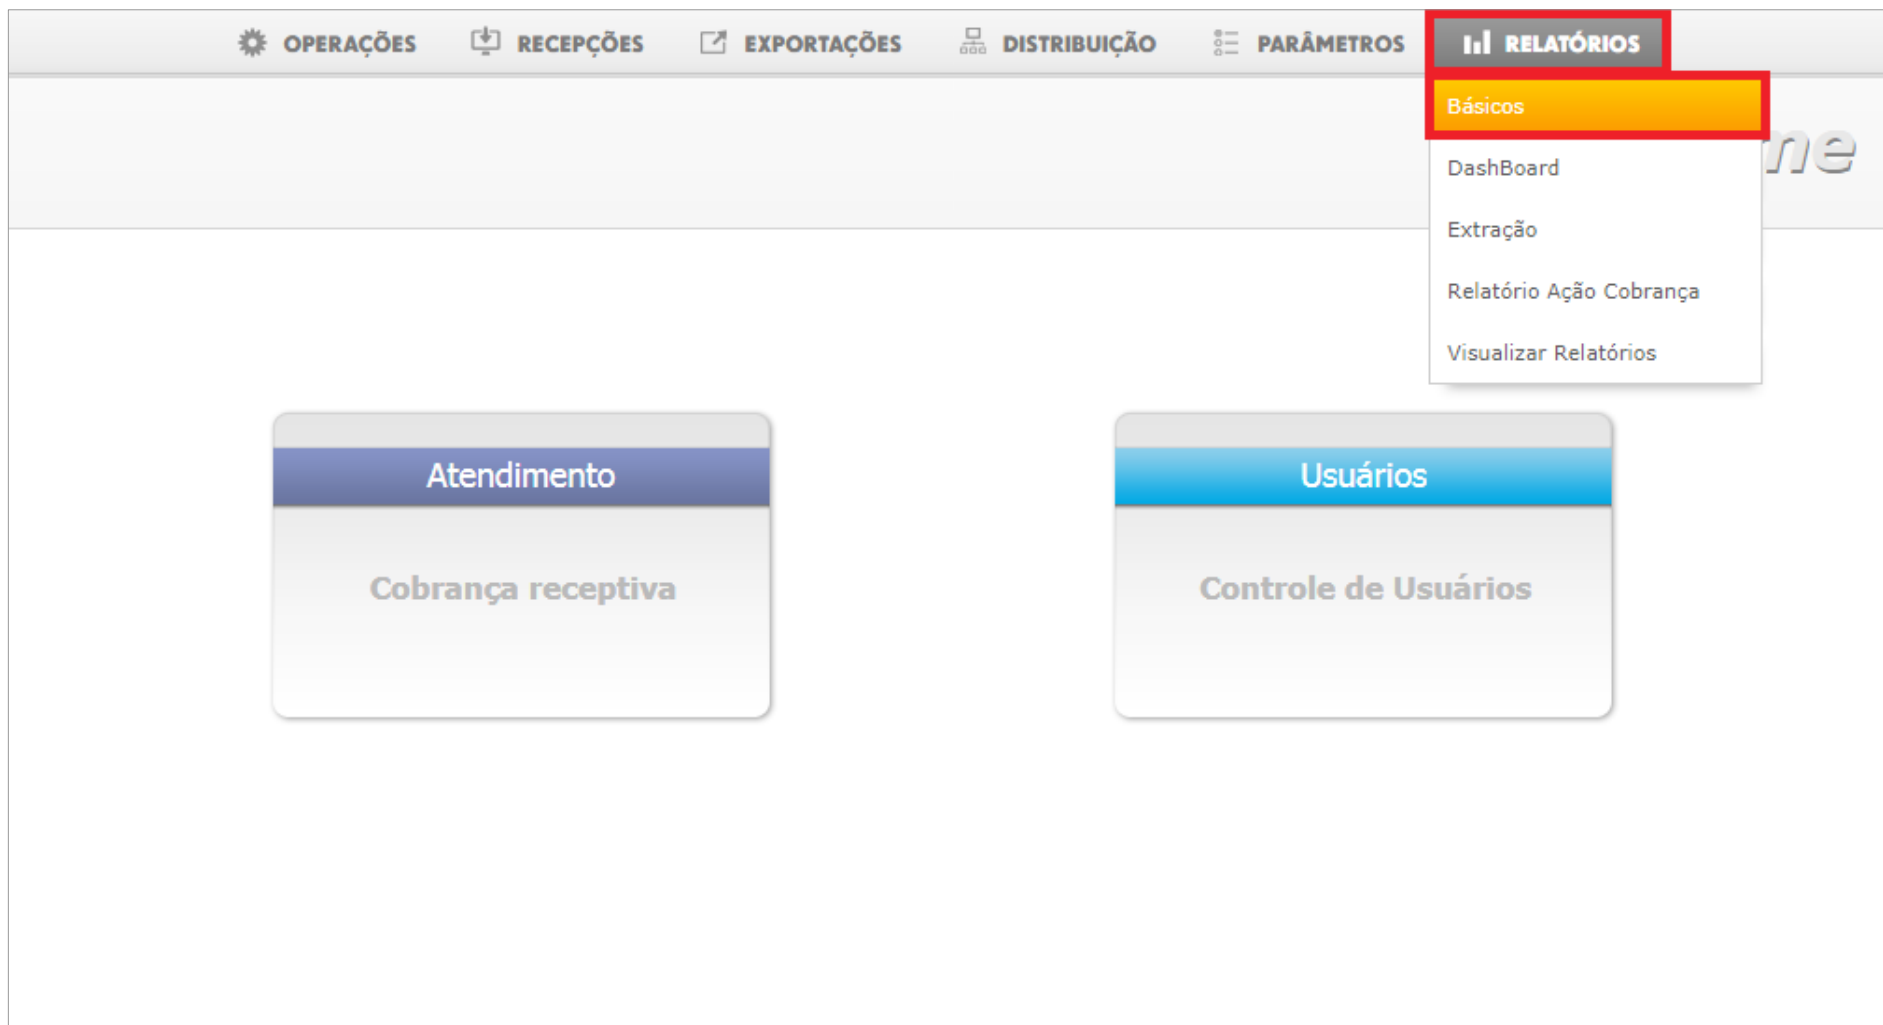 OPERAÇÕES RECEPÇÕES EXPORTAÇÕES DISTRIBUIÇÃO PARÂMETROS RELATÓRIOS
Básicos
DashBoard
Extração
Relatório Ação Cobrança
Visualizar Relatórios
Atendimento
Cobrança receptiva
Usuários
Controle de Usuários